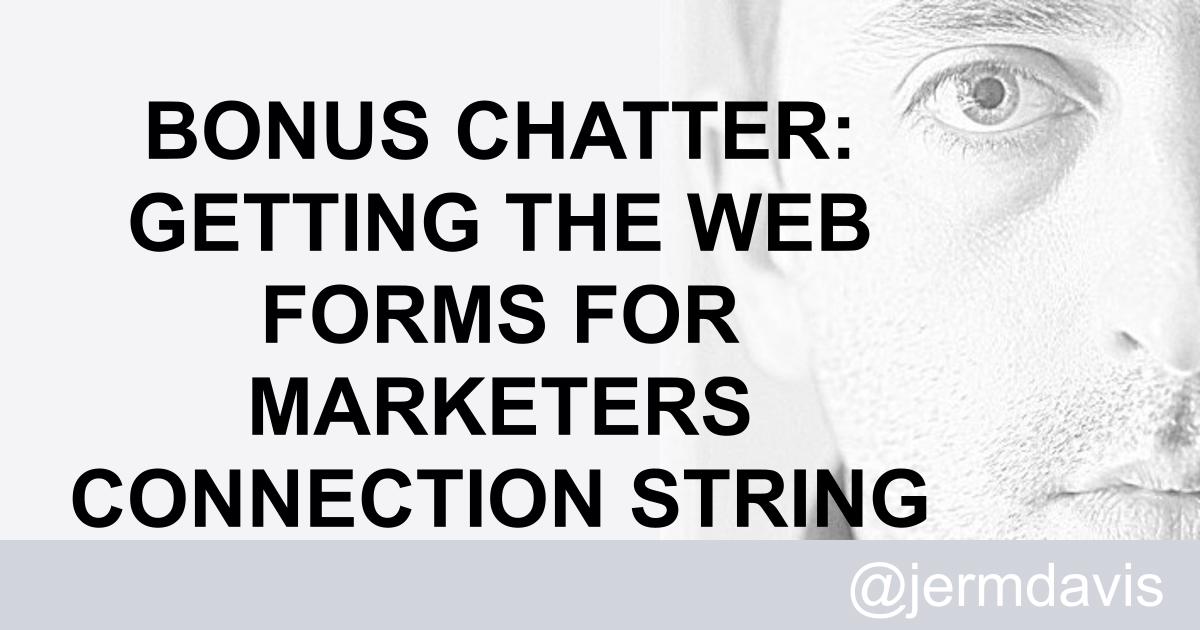 BONUS CHATTER:
GETTING THE WEB
FORMS FOR
MARKETERS
CONNECTION STRING
@jermdavis